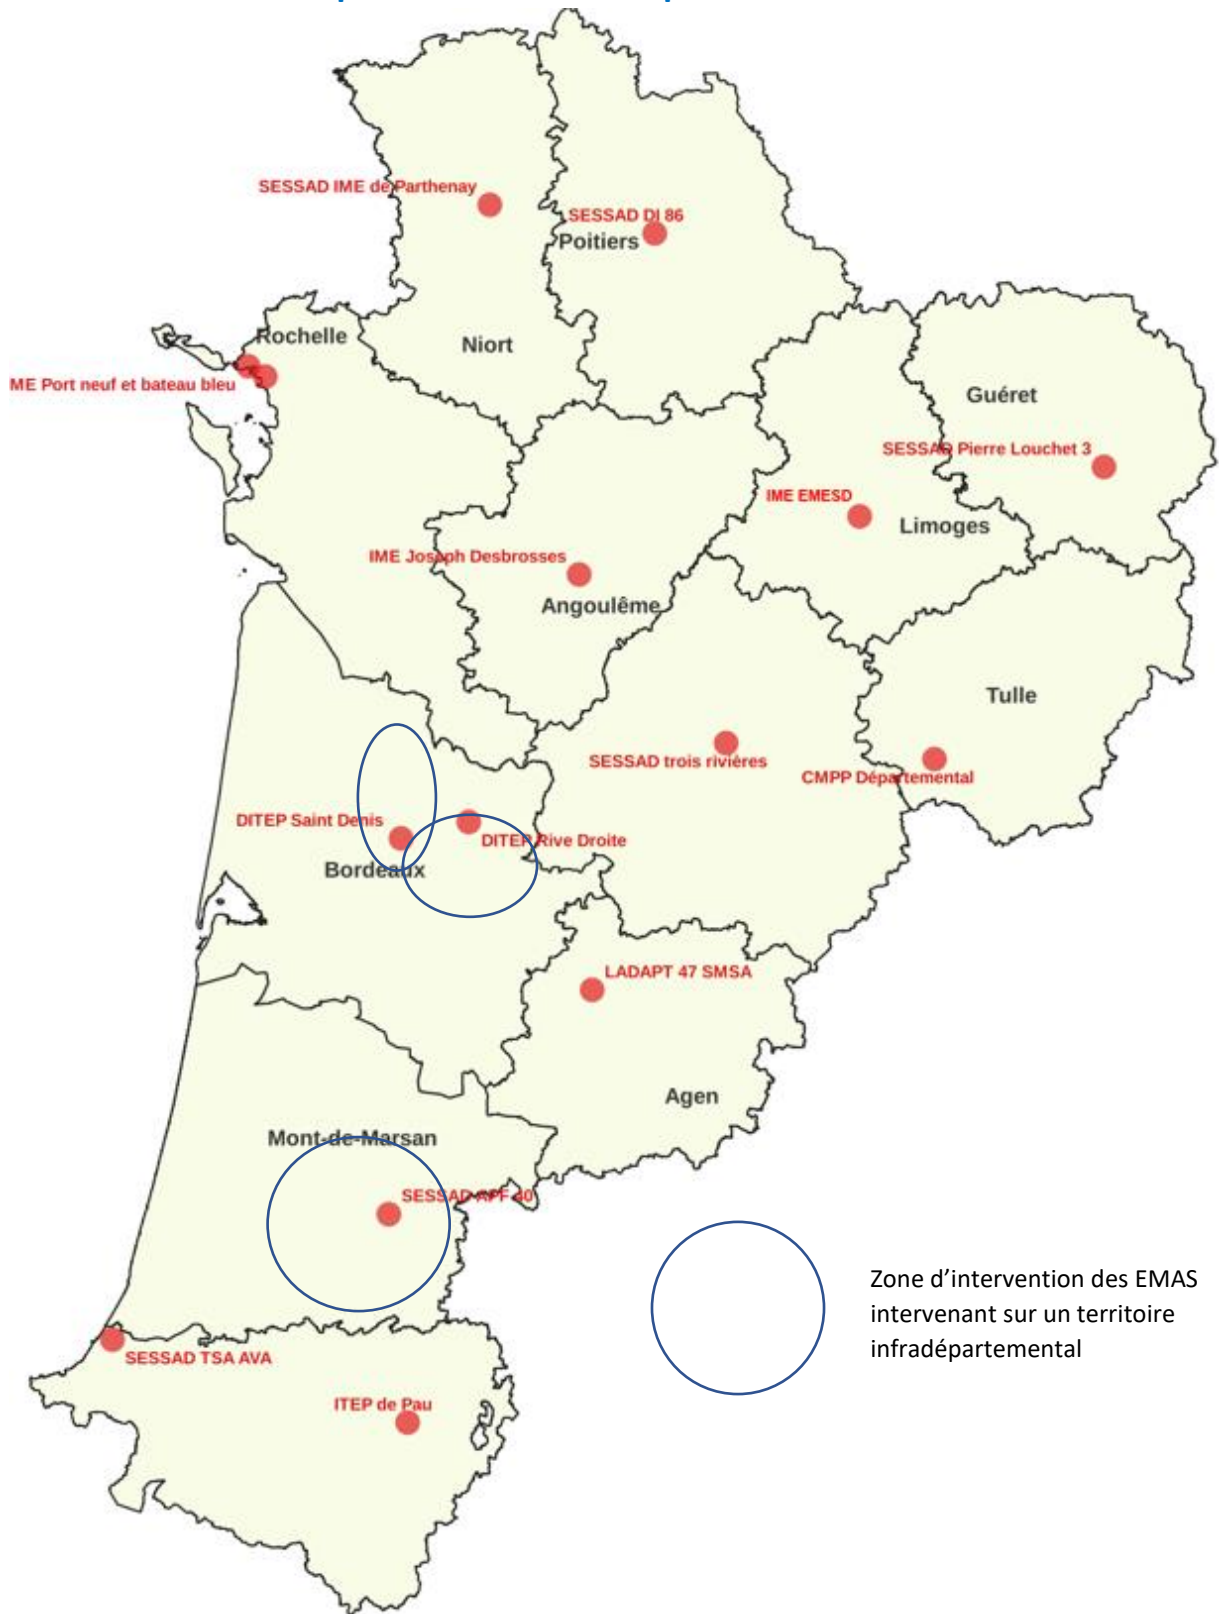 SESSAD IME de Parthenay
SESSAD DI 86
Poitiers
Rochelle
Niort
ME Port neuf et bateau bleu
Guéret
SESSAD Pierre Louchet 3
IME EMESD
Limoges
IME Joseph Desbrosses
Angoulême
Tulle
SESSAD trois rivières
CMPP Départemental
DITEP Saint Denis
DITEP Rive Droite
Bordeaux
LADAPT 47 SMSA
Agen
Mont-de-Marsan
SESSAD APF 40
Zone d’intervention des EMAS
intervenant sur un territoire
infradépartemental
SESSAD TSA AVA
ITEP de Pau